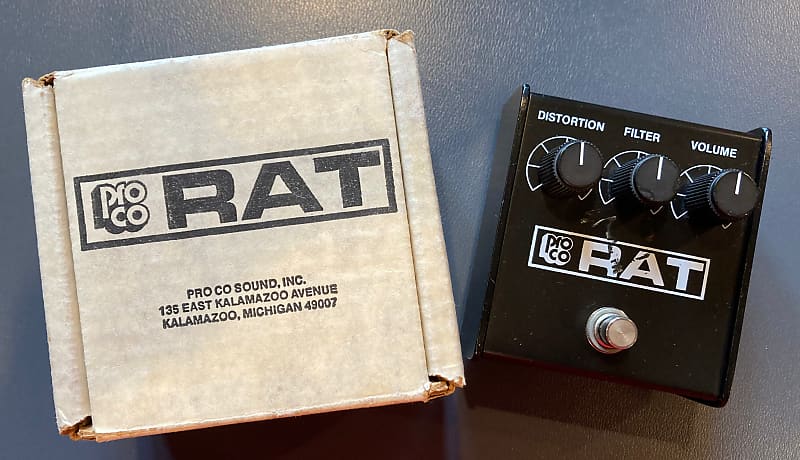 PRO CO RAT
PRO CO SOUND, INC.
135 EAST KALAMAZOO AVENUE
KALAMAZOO, MICHIGAN 49007
DISTORTION FILTER VOLUME
PRO CO RAT